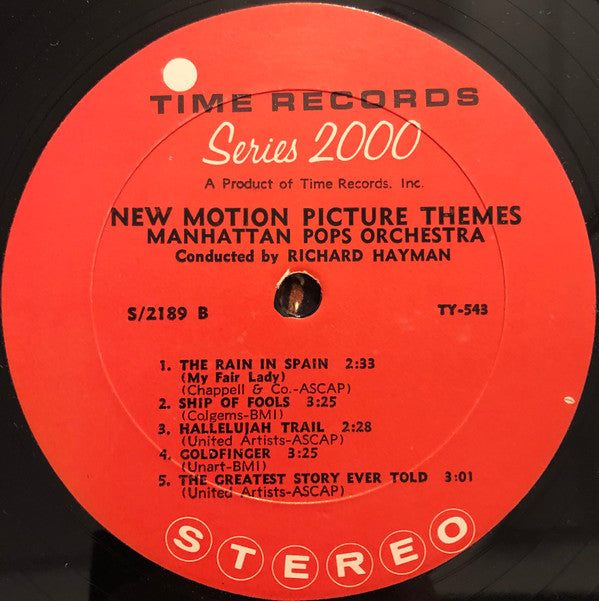 TIME RECORDS
Series 2000
A Product of Time Records, Inc.
NEW MOTION PICTURE THEMES
MANHATTAN POPS ORCHESTRA
Conducted by RICHARD HAYMAN
S/2189 B TY-543
1. THE RAIN IN SPAIN 2:33
(My Fair Lady)
(Chappell & Co.-ASCAP)
2. SHIP OF FOOLS 3:25
(Colgems-BMI)
3. HALLELUJAH TRAIL 2:28
(United Artists-ASCAP)
4. GOLDFINGER 3:25
(Unart-BMI)
5. THE GREATEST STORY EVER TOLD 3:01
(United Artists-ASCAP)
STEREO